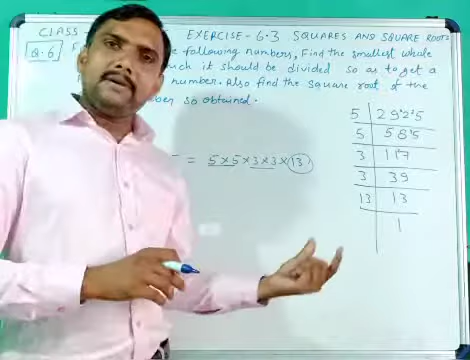 CLASS EXERCISE-6.3 SQUARES AND SQUARE ROOTS
Q.6 following numbers, Find the smallest whole
it should be divided so as to get a
number. Also find the square root of the
so obtained.
= 5×5×3×3×13
5 | 2925
5 | 585
3 | 117
3 | 39
13 | 13
1